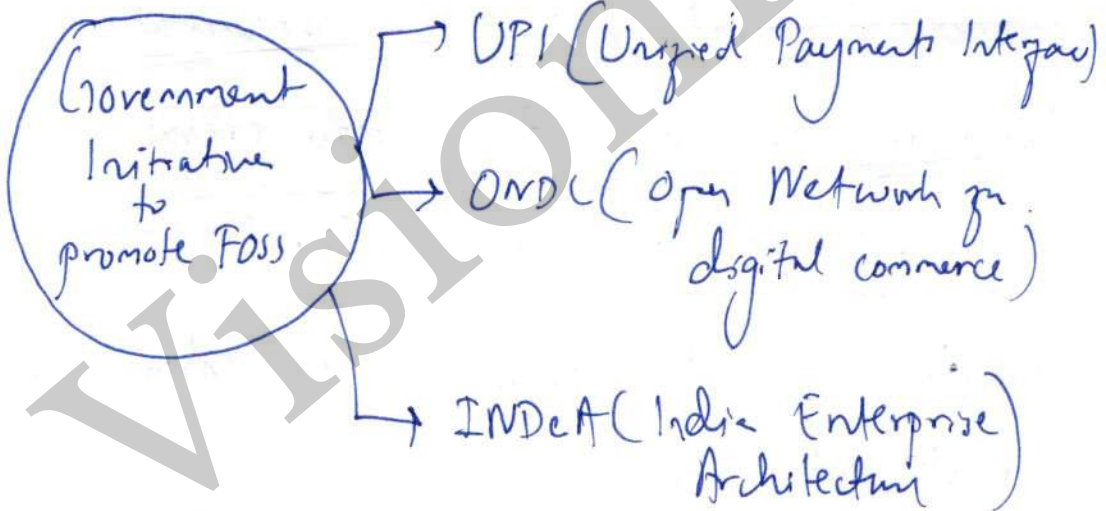 Government
Initiative
to
promote FOSS
UPI (Unified Payments Interface)
ONDC (Open Network for
digital commerce)
INDeA (India Enterprise
Architecture)
Vision